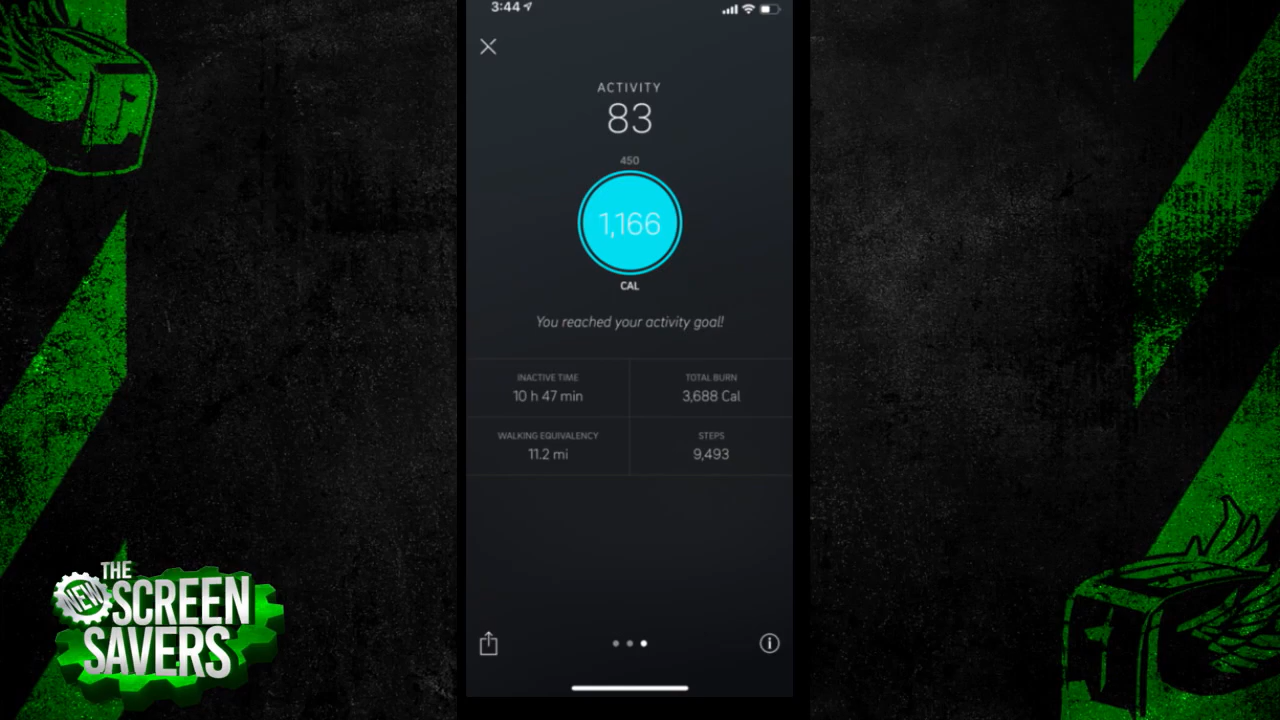 3:44
ACTIVITY
83
450
1,166
CAL
You reached your activity goal!
INACTIVE TIME
10 h 47 min
TOTAL BURN
3,688 Cal
WALKING EQUIVALENCY
11.2 mi
STEPS
9,493
THE
NEW
SCREEN
SAVERS